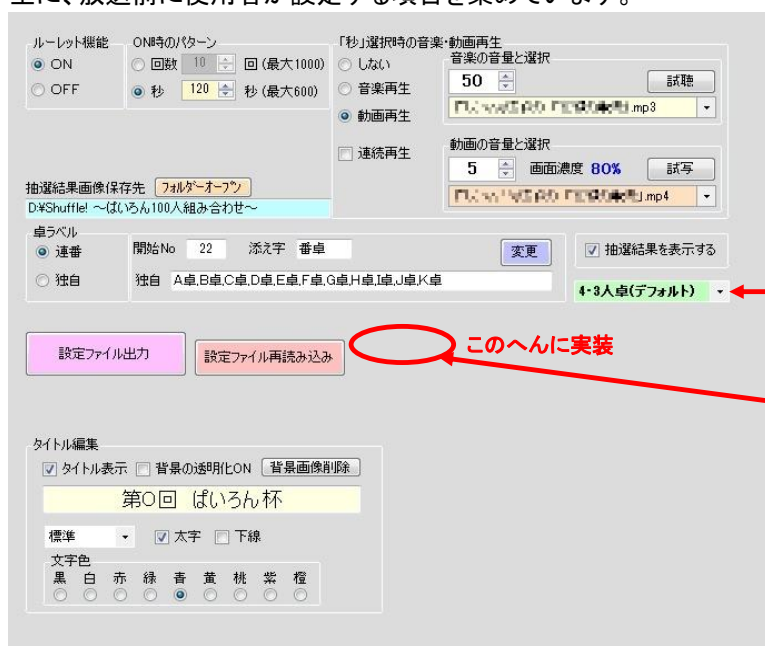 主に、放送前に使用者が設定する項目を集めています。
ルーレット機能
ON
OFF
ON時のパターン
回数 10 回 (最大1000)
秒 120 秒 (最大600)
「秒」選択時の音楽・動画再生
しない
音楽再生
動画再生
連続再生
音楽の音量と選択
50 試聴
.mp3
動画の音量と選択
5 画面濃度 80% 試写
.mp4
抽選結果画像保存先 フォルダーオープン
D:¥Shuffle! ~ぱいろん100人組み合わせ~
卓ラベル
連番 開始No 22 添え字 番卓 変更
独自 独自 A卓,B卓,C卓,D卓,E卓,F卓,G卓,H卓,I卓,J卓,K卓
抽選結果を表示する
4・3人卓(デフォルト)
設定ファイル出力 設定ファイル再読み込み このへんに実装
タイトル編集
タイトル表示 背景の透明化ON 背景画像削除
第〇回 ぱいろん杯
標準 太字 下線
文字色
黒 白 赤 緑 青 黄 桃 紫 橙